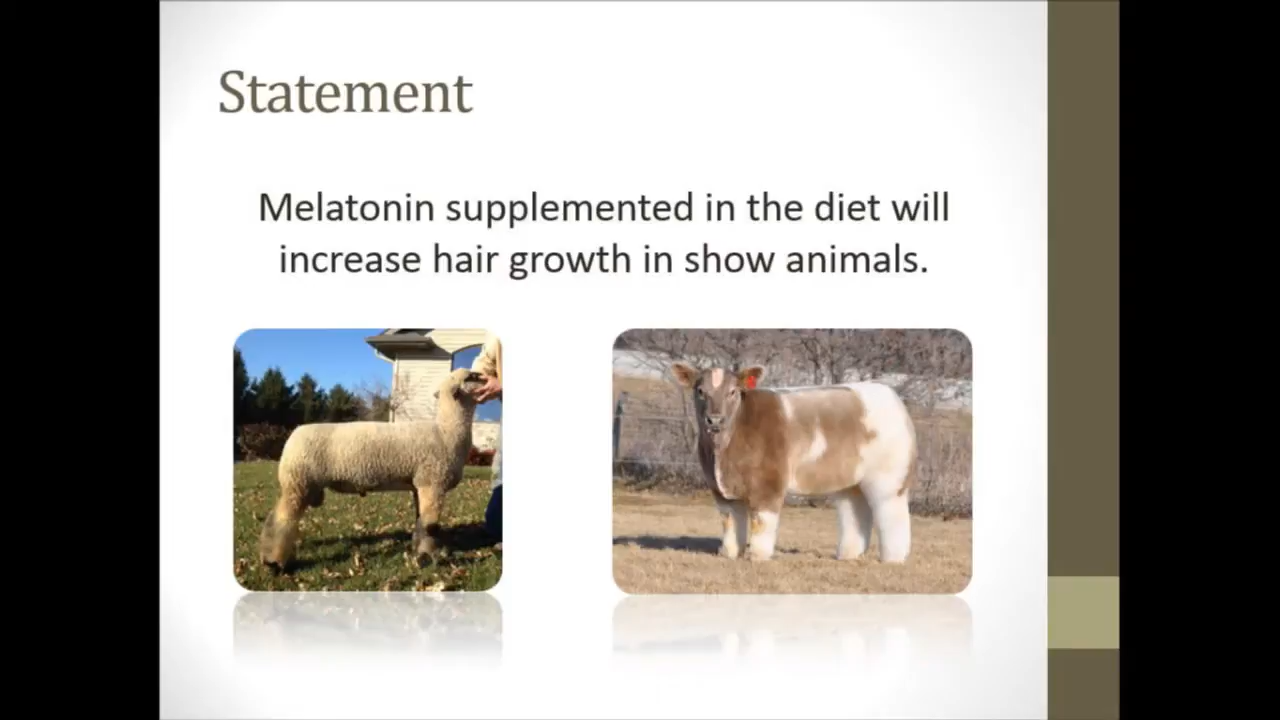 Statement
Melatonin supplemented in the diet will
increase hair growth in show animals.